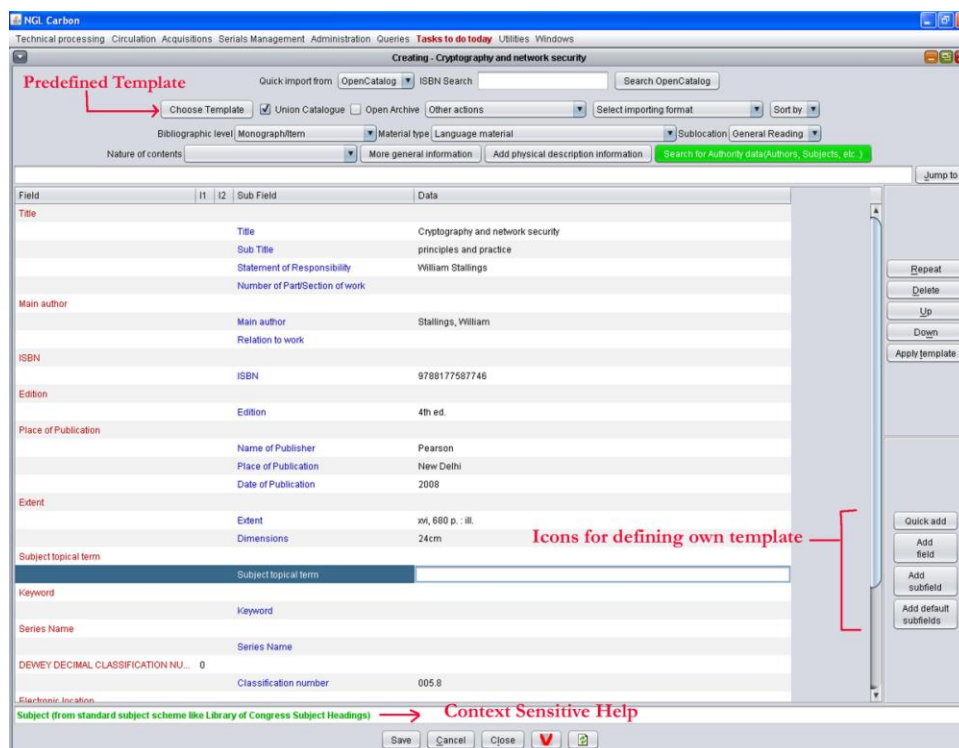 NGL Carbon
Technical processing Circulation Acquisitions Serials Management Administration Queries Tasks to do today Utilities Windows
Creating - Cryptography and network security
Predefined Template
Quick import from OpenCatalog ISBN Search Search OpenCatalog
Choose Template Union Catalogue Open Archive Other actions Select importing format Sort by
Bibliographic level Monograph/Item Material type Language material Sublocation General Reading
Nature of contents More general information Add physical description information Search for Authority data(Authors, Subjects, etc..)
Jump to
Field I1 I2 Sub Field Data
Title
Title Cryptography and network security
Sub Title principles and practice
Statement of Responsibility William Stallings
Number of Part/Section of work
Main author
Main author Stallings, William
Relation to work
ISBN
ISBN 9788177587746
Edition
Edition 4th ed.
Place of Publication
Name of Publisher Pearson
Place of Publication New Delhi
Date of Publication 2008
Extent
Extent xvi, 680 p. : ill.
Dimensions 24cm
Subject topical term
Subject topical term
Keyword
Keyword
Series Name
Series Name
DEWEY DECIMAL CLASSIFICATION NU... 0
Classification number 005.8
Electronic location
Repeat
Delete
Up
Down
Apply template
Icons for defining own template
Quick add
Add field
Add subfield
Add default subfields
Subject (from standard subject scheme like Library of Congress Subject Headings)
Context Sensitive Help
Save Cancel Close V